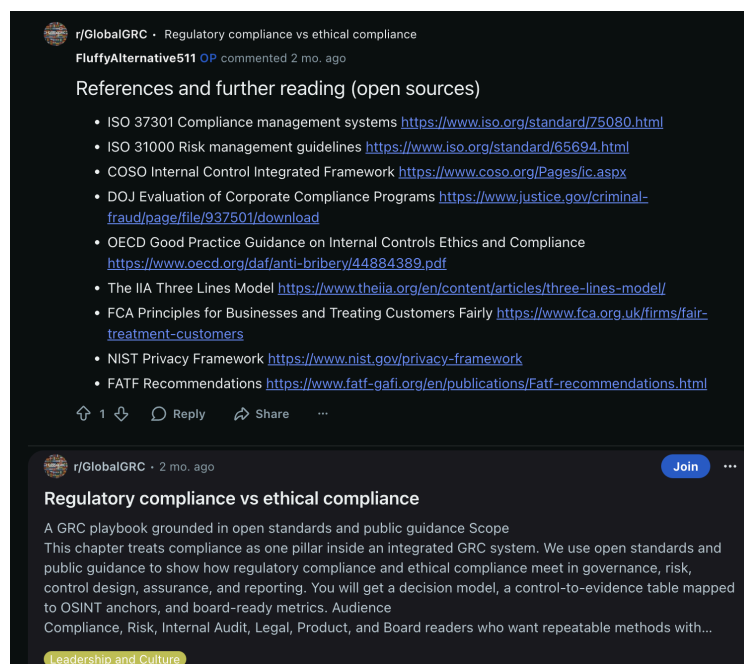 r/GlobalGRC • Regulatory compliance vs ethical compliance
FluffyAlternative511 OP commented 2 mo. ago
References and further reading (open sources)
• ISO 37301 Compliance management systems https://www.iso.org/standard/75080.html
• ISO 31000 Risk management guidelines https://www.iso.org/standard/65694.html
• COSO Internal Control Integrated Framework https://www.coso.org/Pages/ic.aspx
• DOJ Evaluation of Corporate Compliance Programs https://www.justice.gov/criminal-
fraud/page/file/937501/download
• OECD Good Practice Guidance on Internal Controls Ethics and Compliance
https://www.oecd.org/daf/anti-bribery/44884389.pdf
• The IIA Three Lines Model https://www.theiia.org/en/content/articles/three-lines-model/
• FCA Principles for Businesses and Treating Customers Fairly https://www.fca.org.uk/firms/fair-
treatment-customers
• NIST Privacy Framework https://www.nist.gov/privacy-framework
• FATF Recommendations https://www.fatf-gafi.org/en/publications/Fatf-recommendations.html
1 Reply Share ...
r/GlobalGRC • 2 mo. ago Join ...
Regulatory compliance vs ethical compliance
A GRC playbook grounded in open standards and public guidance Scope
This chapter treats compliance as one pillar inside an integrated GRC system. We use open standards and
public guidance to show how regulatory compliance and ethical compliance meet in governance, risk,
control design, assurance, and reporting. You will get a decision model, a control-to-evidence table mapped
to OSINT anchors, and board-ready metrics. Audience
Compliance, Risk, Internal Audit, Legal, Product, and Board readers who want repeatable methods with...
Leadership and Culture